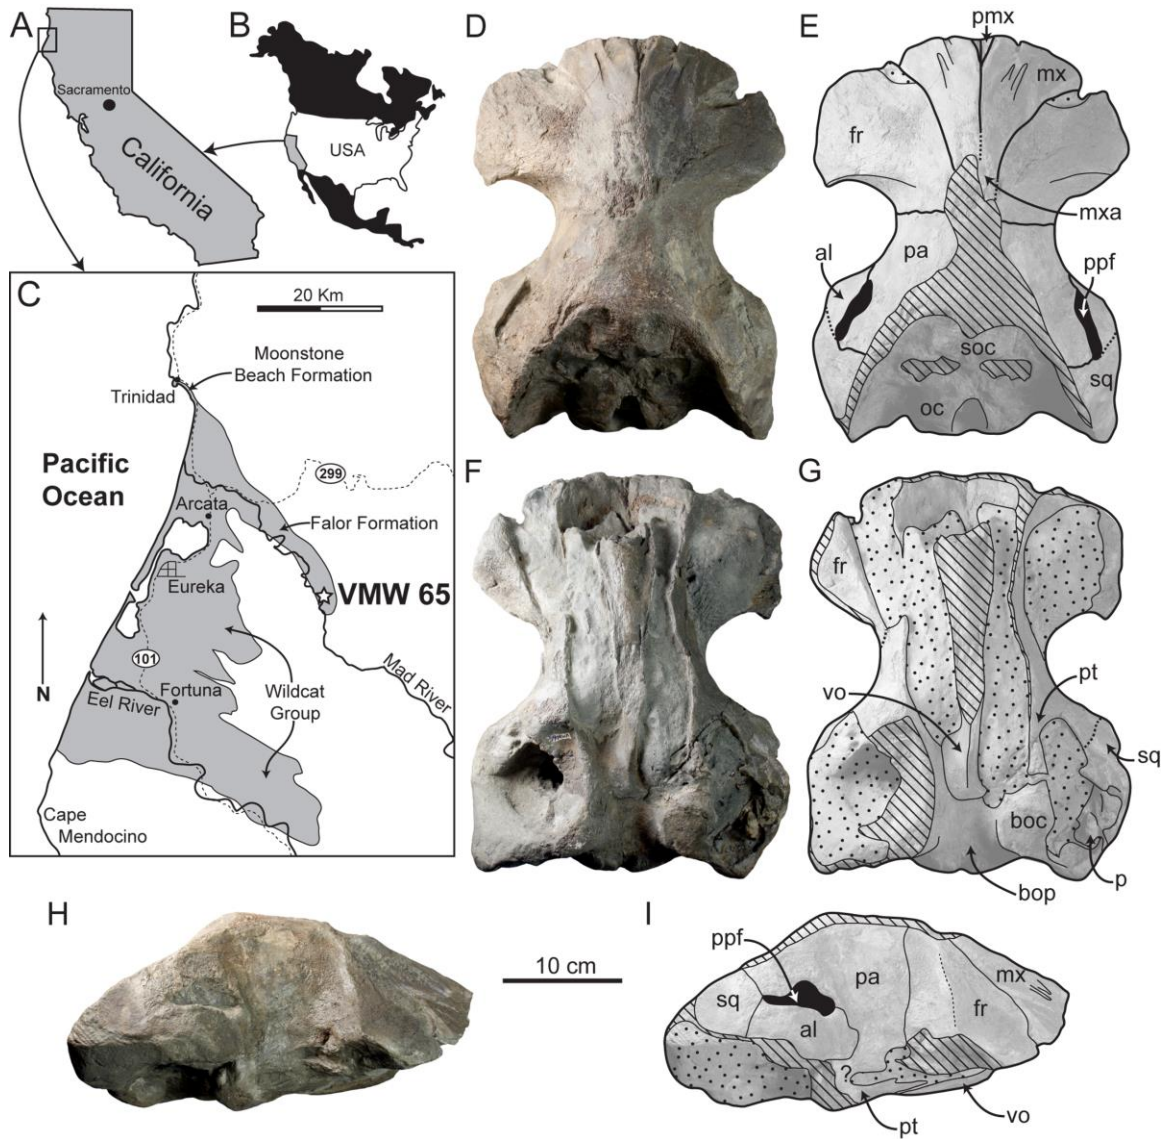 A
Sacramento
California
B
USA
C
20 Km
Moonstone
Beach Formation
Trinidad
Pacific
Ocean
299
Arcata
Falor Formation
Eureka
VMW 65
N
101
Eel River
Fortuna
Wildcat
Group
Mad River
Cape
Mendocino
D
E
pmx
mx
fr
mxa
pa
al
ppf
soc
sq
oc
F
G
fr
vo
pt
sq
boc
p
bop
H
10 cm
I
ppf
pa
mx
sq
fr
al
?
pt
vo